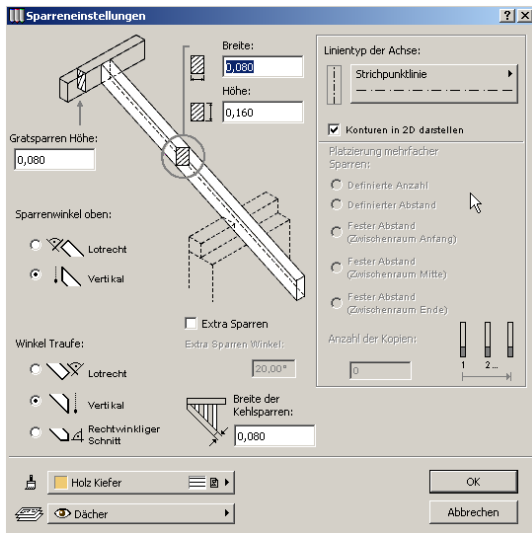 Sparreneinstellungen
Breite:
0,080
Höhe:
0,160
Gratsparren Höhe:
0,080
Sparrenwinkel oben:
Lotrecht
Vertikal
Extra Sparren
Extra Sparren Winkel:
20,00°
Winkel Traufe:
Lotrecht
Vertikal
Rechtwinkliger
Schnitt
Breite der
Kehlsparren:
0,080
Linientyp der Achse:
Strichpunktlinie
Konturen in 2D darstellen
Platzierung mehrfacher
Sparren:
Definierte Anzahl
Definierter Abstand
Fester Abstand
(Zwischenraum Anfang)
Fester Abstand
(Zwischenraum Mitte)
Fester Abstand
(Zwischenraum Ende)
Anzahl der Kopien:
0
1 2 ...
Holz Kiefer
Dächer
OK
Abbrechen